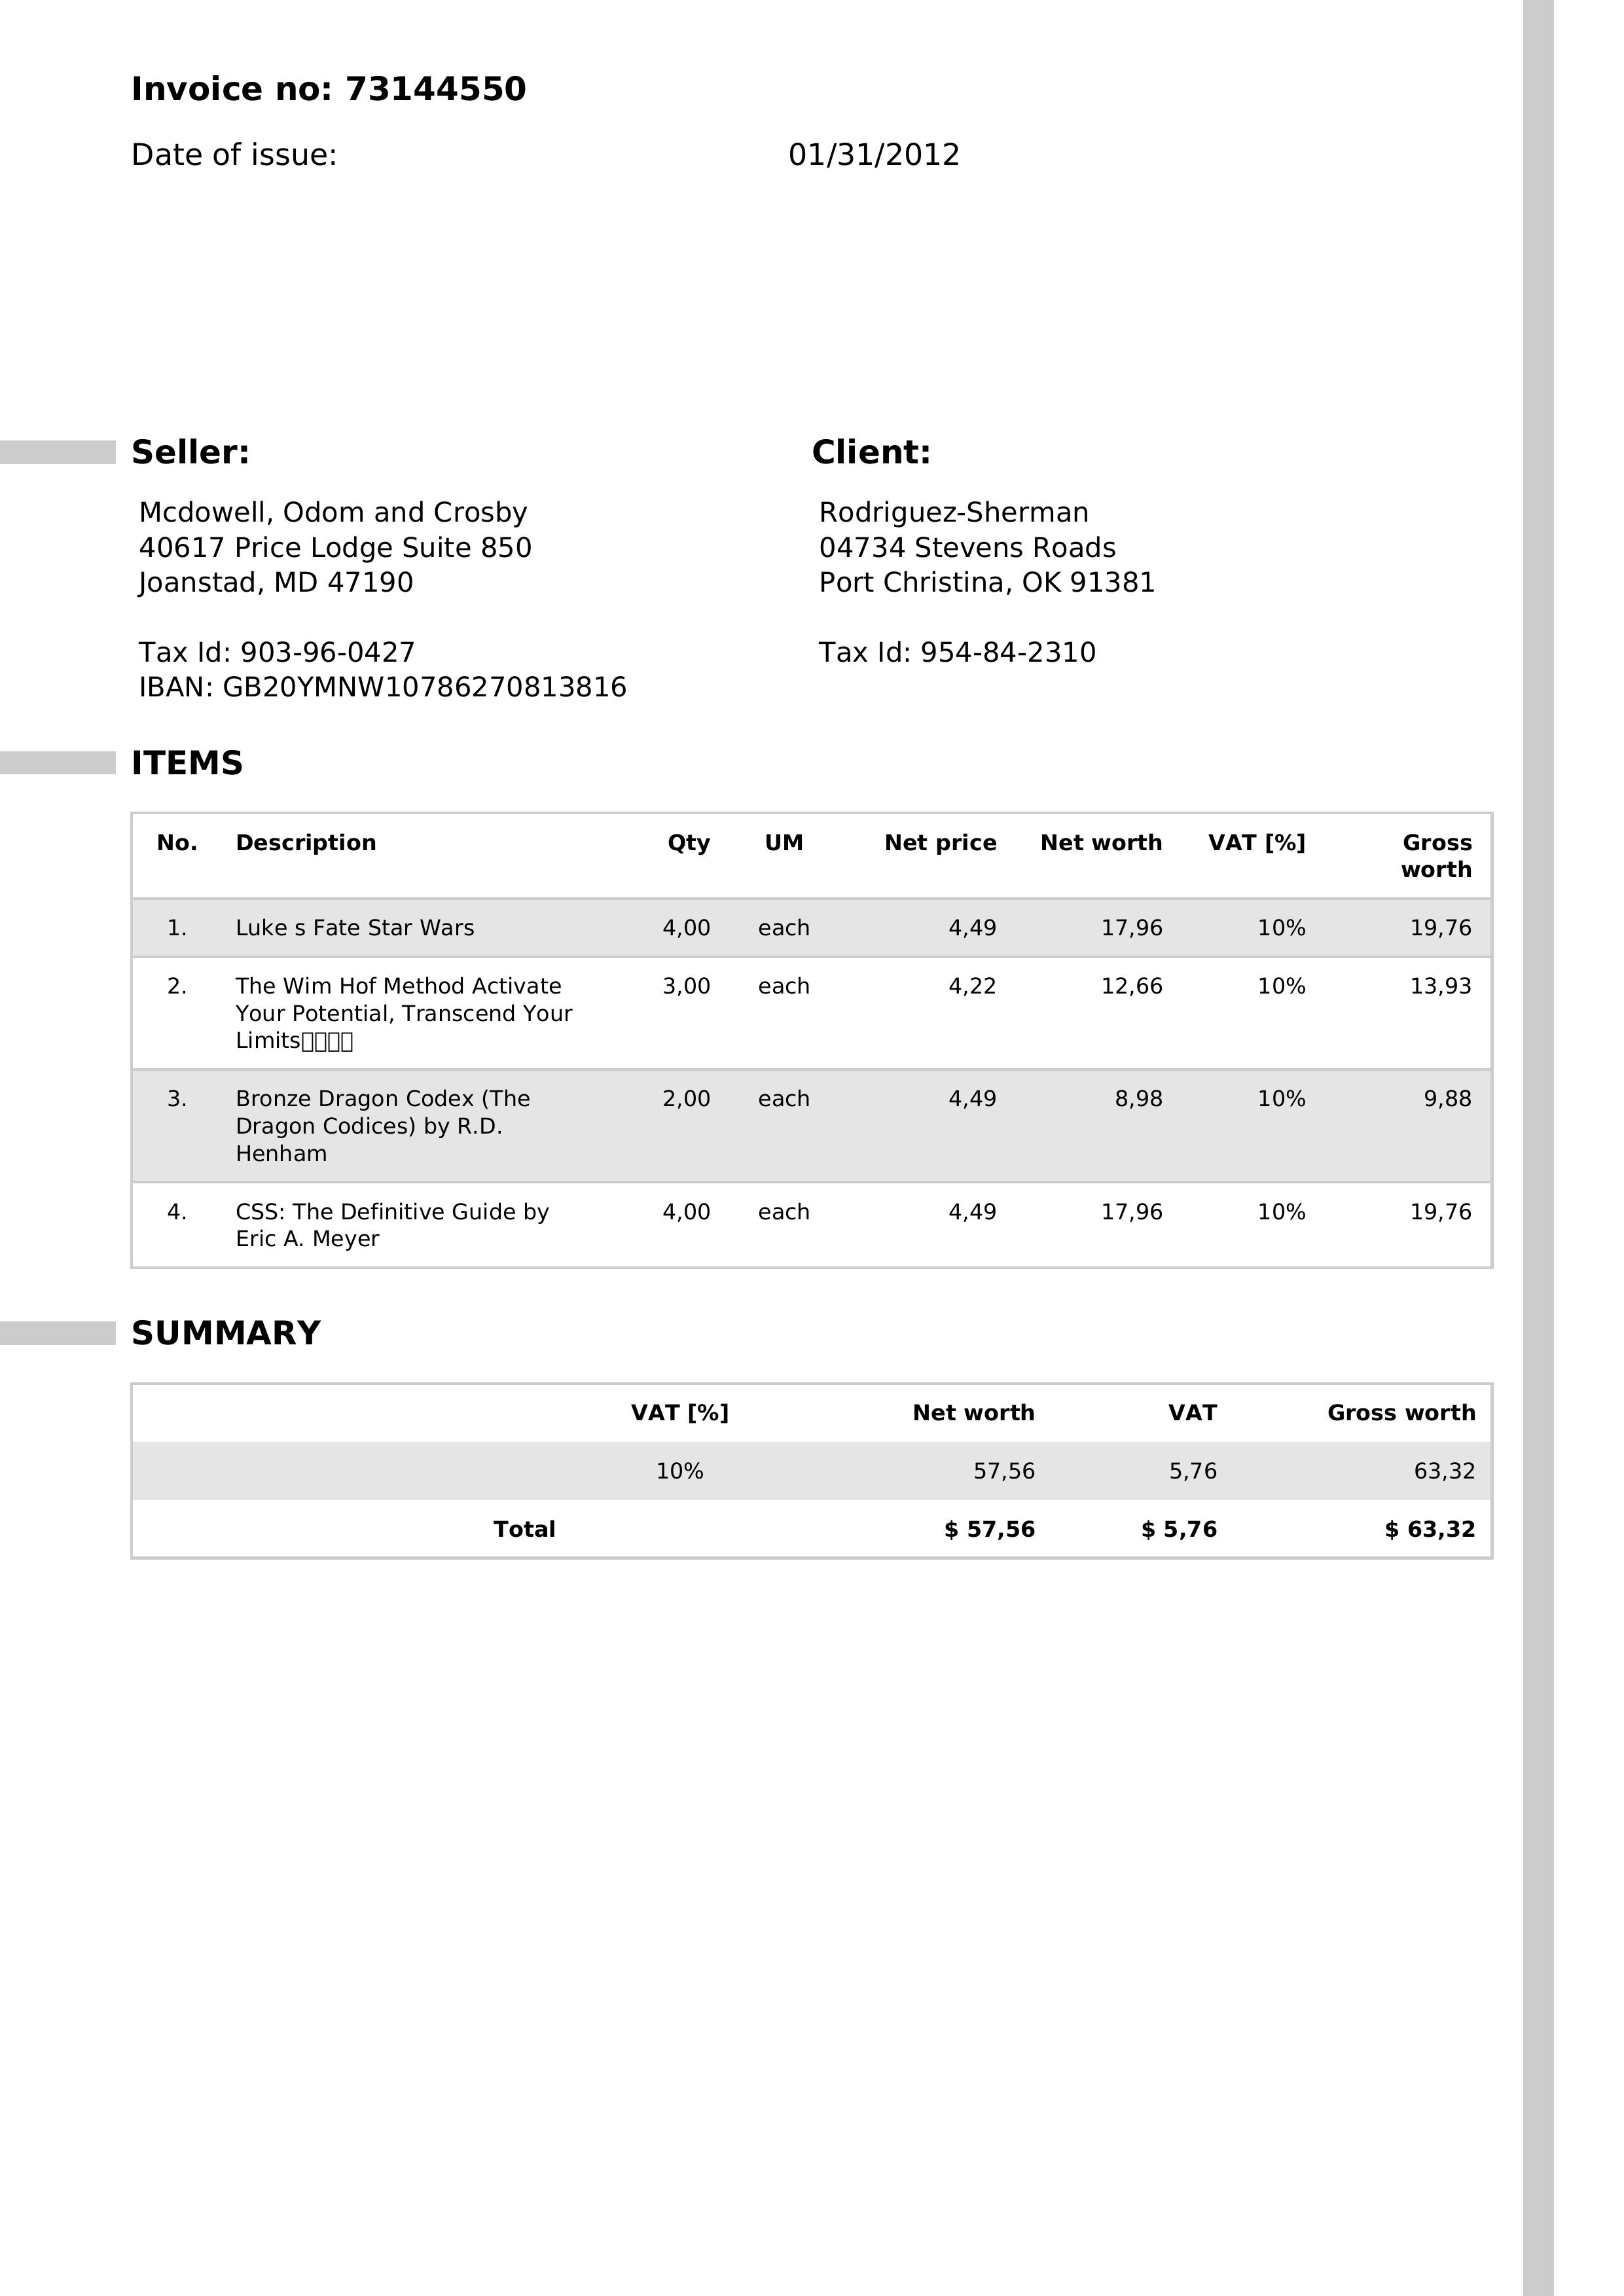 Invoice no: 73144550
Date of issue: 01/31/2012
Seller:
Mcdowell, Odom and Crosby
40617 Price Lodge Suite 850
Joanstad, MD 47190
Tax Id: 903-96-0427
IBAN: GB20YMNW10786270813816
Client:
Rodriguez-Sherman
04734 Stevens Roads
Port Christina, OK 91381
Tax Id: 954-84-2310
ITEMS
No. Description Qty UM Net price Net worth VAT [%] Gross
worth
1. Luke s Fate Star Wars 4,00 each 4,49 17,96 10% 19,76
2. The Wim Hof Method Activate 3,00 each 4,22 12,66 10% 13,93
Your Potential, Transcend Your
Limits
3. Bronze Dragon Codex (The 2,00 each 4,49 8,98 10% 9,88
Dragon Codices) by R.D.
Henham
4. CSS: The Definitive Guide by 4,00 each 4,49 17,96 10% 19,76
Eric A. Meyer
SUMMARY
VAT [%] Net worth VAT Gross worth
10% 57,56 5,76 63,32
Total $ 57,56 $ 5,76 $ 63,32